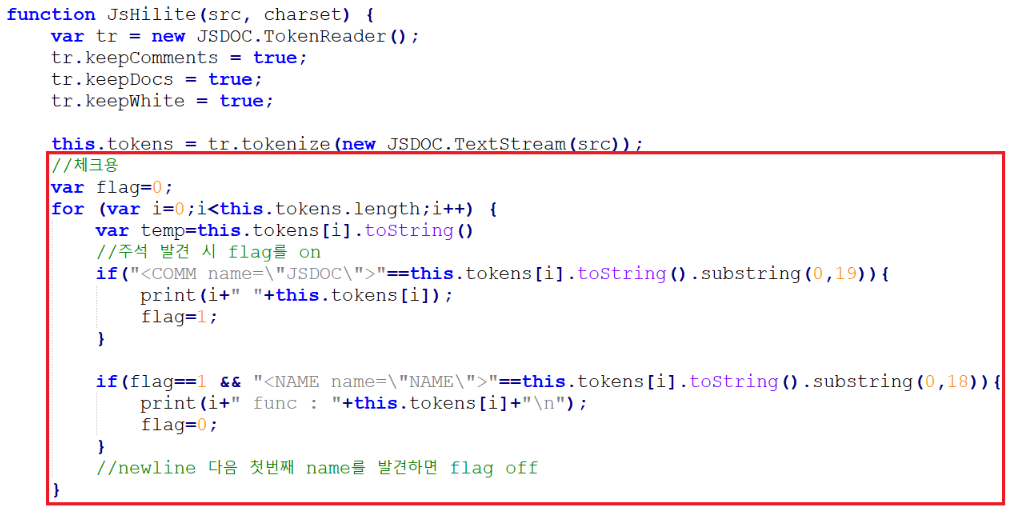 function JsHilite(src, charset) {
    var tr = new JSDOC.TokenReader();
    tr.keepComments = true;
    tr.keepDocs = true;
    tr.keepWhite = true;

    this.tokens = tr.tokenize(new JSDOC.TextStream(src));
    //체크용
    var flag=0;
    for (var i=0;i<this.tokens.length;i++) {
        var temp=this.tokens[i].toString()
        //주석 발견 시 flag를 on
        if("<COMM name=\"JSDOC\">"==this.tokens[i].toString().substring(0,19)){
            print(i+" "+this.tokens[i]);
            flag=1;
        }

        if(flag==1 && "<NAME name=\"NAME\">"==this.tokens[i].toString().substring(0,18)){
            print(i+" func : "+this.tokens[i]+"\n");
            flag=0;
        }
        //newline 다음 첫번째 name를 발견하면 flag off
    }